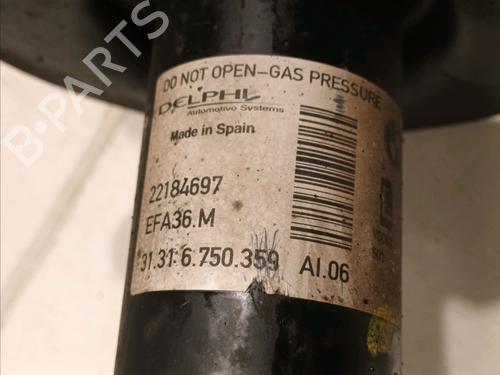 DO NOT OPEN-GAS PRESSURE
DELPHI
Automotive Systems
Made in Spain
22184697
EFA36.M
31.31 6.750.359 AI.06
B-PARTS